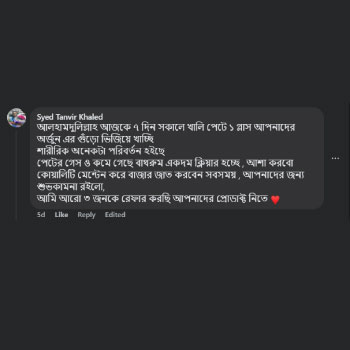 Syed Tanvir Khaled
আলহামদুলিল্লাহ আজকে ৭ দিন সকালে খালি পেটে ১ গ্লাস আপনাদের
অর্জুন এর গুঁড়ো ভিজিয়ে খাচ্ছি
শারীরিক অনেকটা পরিবর্তন হইছে
পেটের গেস ও কমে গেছে বাথরুম একদম ক্লিয়ার হচ্ছে , আশা করবো
কোয়ালিটি মেন্টেন করে বাজার জাত করবেন সবসময় , আপনাদের জন্য
শুভকামনা রইলো,
আমি আরো ৩ জনকে রেফার করছি আপনাদের প্রোডাক্ট নিতে ❤️
5d Like Reply Edited